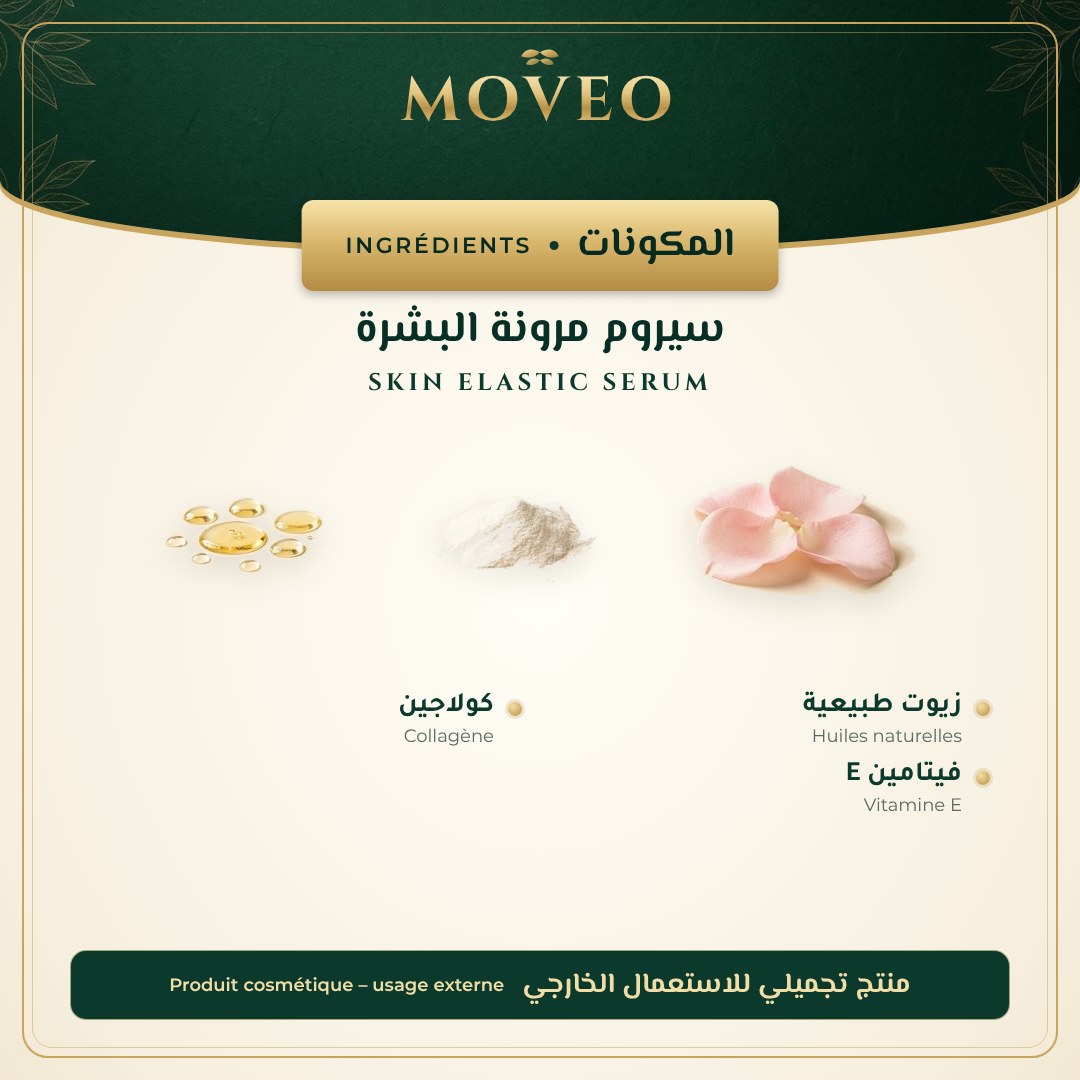 MOVEO
المكونات • INGRÉDIENTS
سيروم مرونة البشرة
SKIN ELASTIC SERUM
زيوت طبيعية
Huiles naturelles
فيتامين E
Vitamine E
كولاجين
Collagène
منتج تجميلي للاستعمال الخارجي Produit cosmétique – usage externe